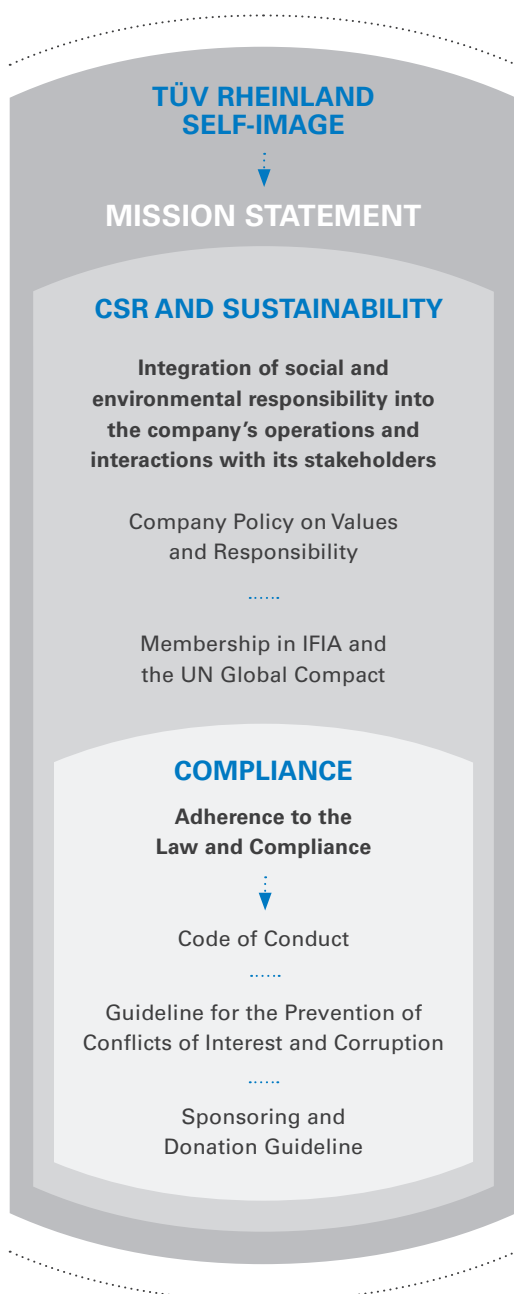 TÜV RHEINLAND
SELF-IMAGE
MISSION STATEMENT
CSR AND SUSTAINABILITY
Integration of social and
environmental responsibility into
the company’s operations and
interactions with its stakeholders
Company Policy on Values
and Responsibility
Membership in IFIA and
the UN Global Compact
COMPLIANCE
Adherence to the
Law and Compliance
Code of Conduct
Guideline for the Prevention of
Conflicts of Interest and Corruption
Sponsoring and
Donation Guideline